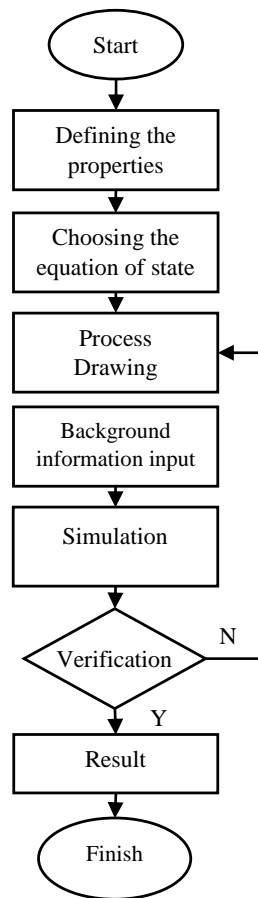 Start
Defining the
properties
Choosing the
equation of state
Process
Drawing
Background
information input
Simulation
Verification
N
Y
Result
Finish